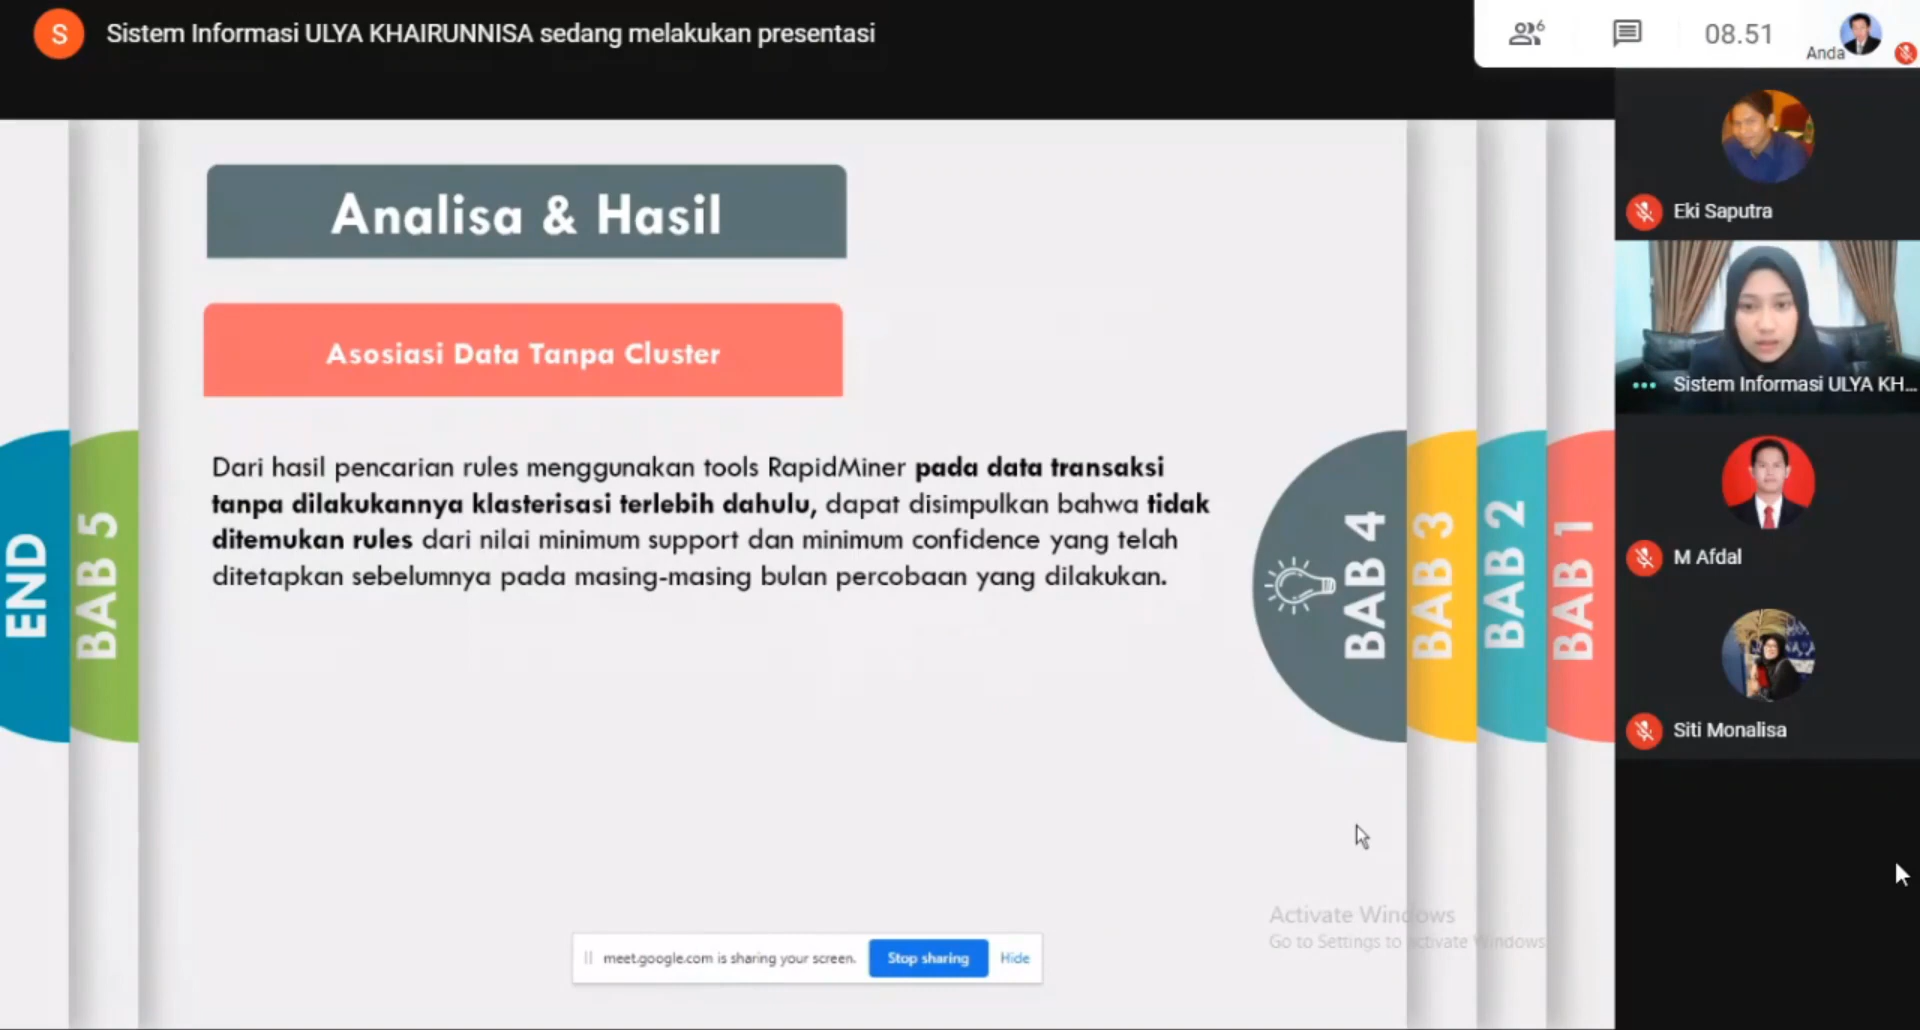 S
Sistem Informasi ULYA KHAIRUNNISA sedang melakukan presentasi
6
08.51
Anda
Analisa & Hasil
Asosiasi Data Tanpa Cluster
Dari hasil pencarian rules menggunakan tools RapidMiner pada data transaksi
tanpa dilakukannya klasterisasi terlebih dahulu, dapat disimpulkan bahwa tidak
ditemukan rules dari nilai minimum support dan minimum confidence yang telah
ditetapkan sebelumnya pada masing-masing bulan percobaan yang dilakukan.
END
BAB 5
BAB 4
BAB 3
BAB 2
BAB 1
Eki Saputra
Sistem Informasi ULYA KH...
M Afdal
Siti Monalisa
Activate Windows
Go to Settings to activate Windows
meet.google.com is sharing your screen.
Stop sharing
Hide